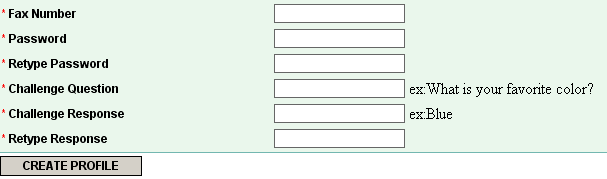 * Fax Number
* Password
* Retype Password
* Challenge Question ex:What is your favorite color?
* Challenge Response ex:Blue
* Retype Response
CREATE PROFILE